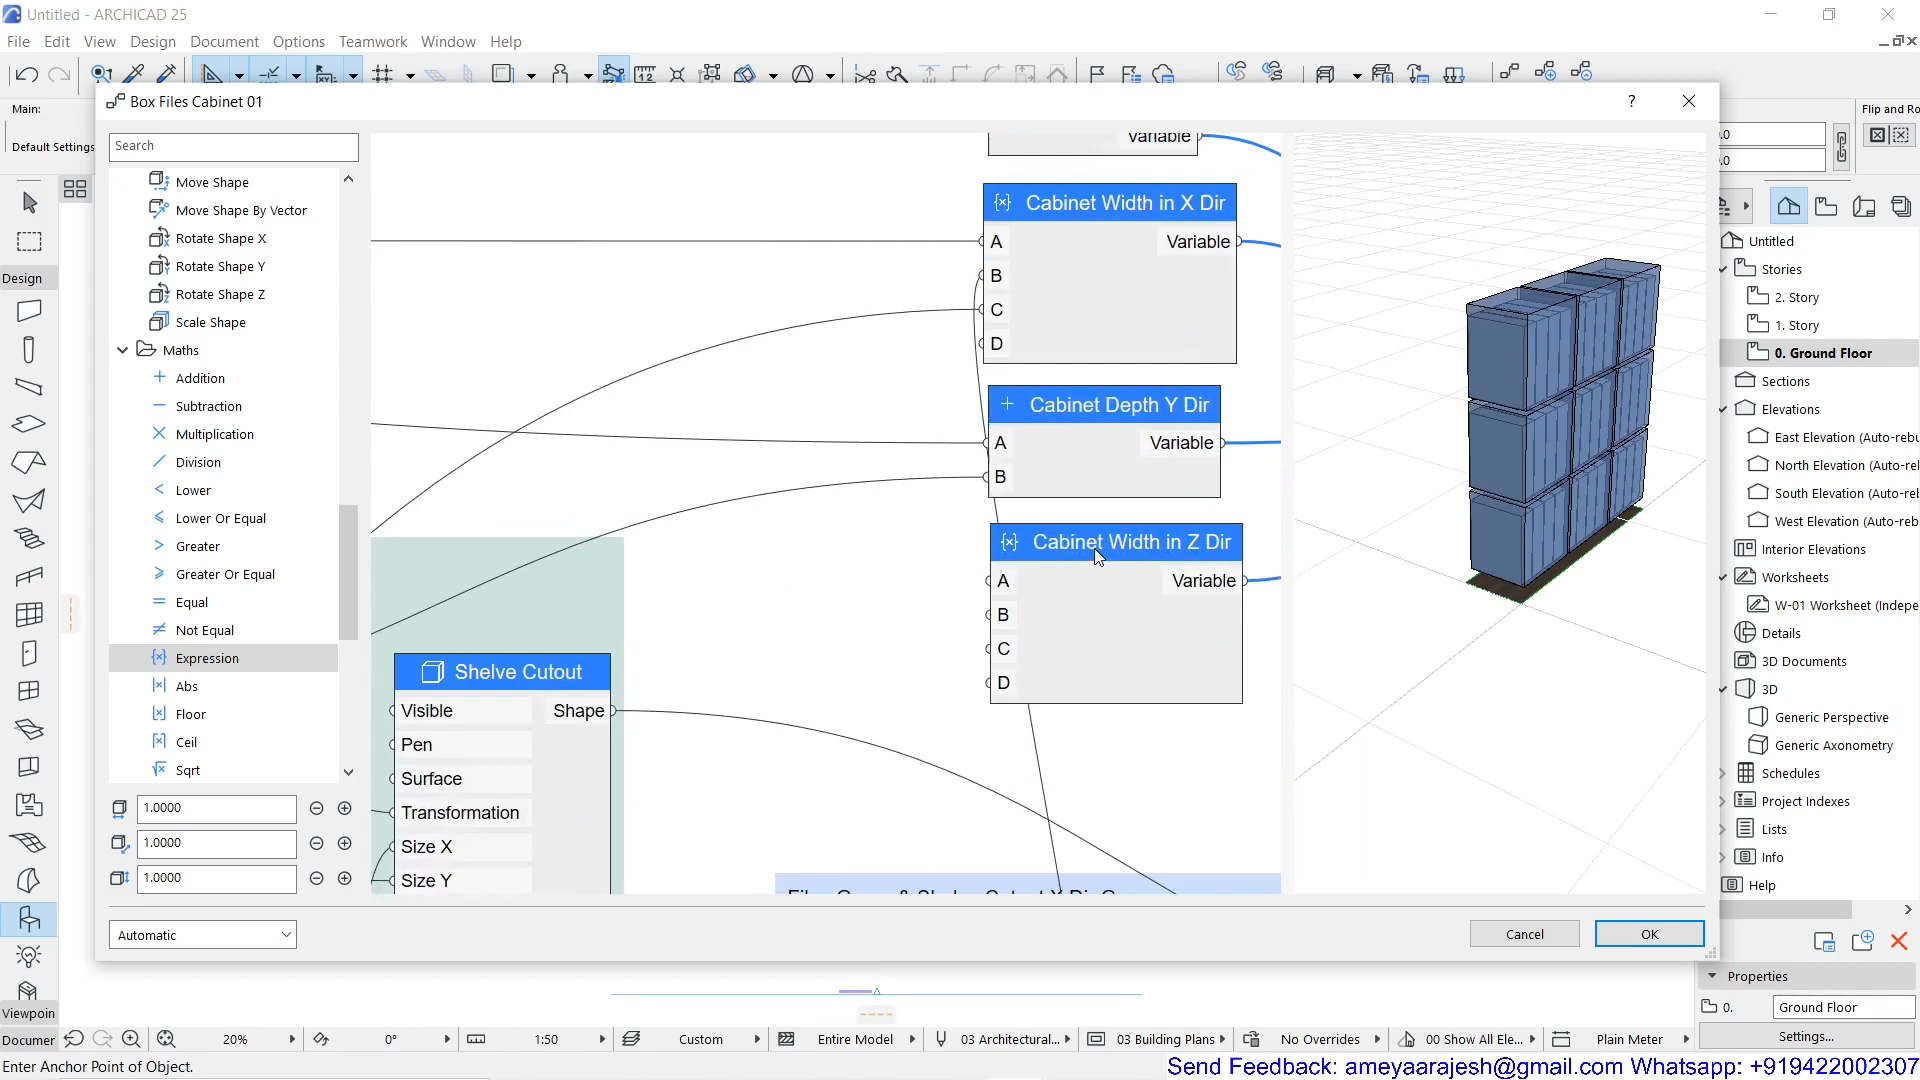 Untitled - ARCHICAD 25
File Edit View Design Document Options Teamwork Window Help
Main:
Default Settings
Box Files Cabinet 01
?
Flip and Ro
Search
Move Shape
Move Shape By Vector
Rotate Shape X
Rotate Shape Y
Rotate Shape Z
Scale Shape
Maths
Addition
Subtraction
Multiplication
Division
Lower
Lower Or Equal
Greater
Greater Or Equal
Equal
Not Equal
Expression
Abs
Floor
Ceil
Sqrt
1.0000
1.0000
1.0000
Automatic
Variable
Cabinet Width in X Dir
A Variable
B
C
D
Cabinet Depth Y Dir
A Variable
B
Cabinet Width in Z Dir
A Variable
B
C
D
Shelve Cutout
Visible Shape
Pen
Surface
Transformation
Size X
Size Y
Cancel OK
Design
Viewpoin
Documer
Untitled
Stories
2. Story
1. Story
0. Ground Floor
Sections
Elevations
East Elevation (Auto-rebu
North Elevation (Auto-re
South Elevation (Auto-rel
West Elevation (Auto-reb
Interior Elevations
Worksheets
W-01 Worksheet (Indepe
Details
3D Documents
3D
Generic Perspective
Generic Axonometry
Schedules
Project Indexes
Lists
Info
Help
Properties
0. Ground Floor
Settings...
20% 0° 1:50 Custom Entire Model 03 Architectural... 03 Building Plans No Overrides 00 Show All Ele... Plain Meter
Enter Anchor Point of Object.
Send Feedback: ameyaarajesh@gmail.com Whatsapp: +919422002307